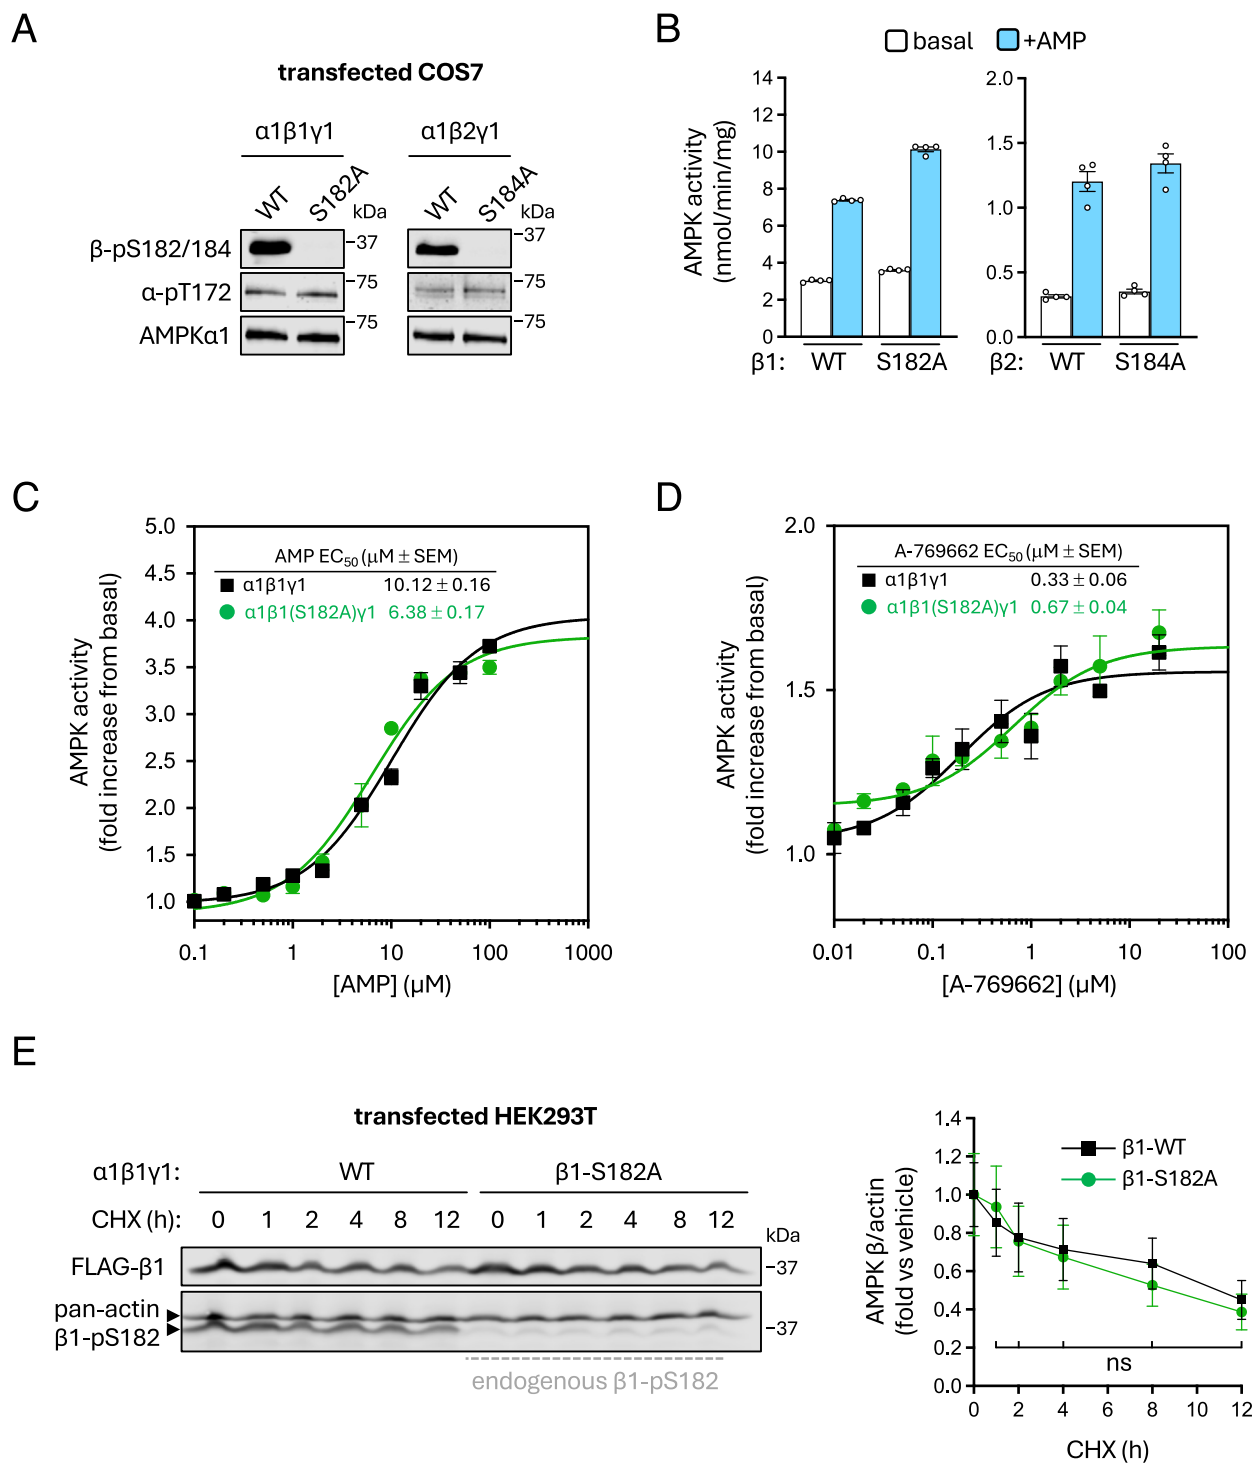 A
transfected COS7
α1β1γ1
α1β2γ1
WT
S182A
kDa
WT
S184A
kDa
β-pS182/184
–37
–37
α-pT172
–75
–75
AMPKα1
–75
–75
B
basal
+AMP
AMPK activity
(nmol/min/mg)
14
12
10
8
6
4
2
0
2.0
1.5
1.0
0.5
0.0
β1:
WT
S182A
β2:
WT
S184A
C
AMPK activity
(fold increase from basal)
5.0
4.5
4.0
3.5
3.0
2.5
2.0
1.5
1.0
AMP EC50 (μM ± SEM)
α1β1γ1 10.12 ± 0.16
α1β1(S182A)γ1 6.38 ± 0.17
0.1 1 10 100 1000
[AMP] (μM)
D
AMPK activity
(fold increase from basal)
2.0
1.5
1.0
A-769662 EC50 (μM ± SEM)
α1β1γ1 0.33 ± 0.06
α1β1(S182A)γ1 0.67 ± 0.04
0.01 0.1 1 10 100
[A-769662] (μM)
E
transfected HEK293T
α1β1γ1: WT β1-S182A
CHX (h): 0 1 2 4 8 12 0 1 2 4 8 12
kDa
FLAG-β1
–37
pan-actin
β1-pS182
–37
endogenous β1-pS182
AMPK β/actin
(fold vs vehicle)
1.4
1.2
1.0
0.8
0.6
0.4
0.2
0.0
β1-WT
β1-S182A
ns
0 2 4 6 8 10 12
CHX (h)